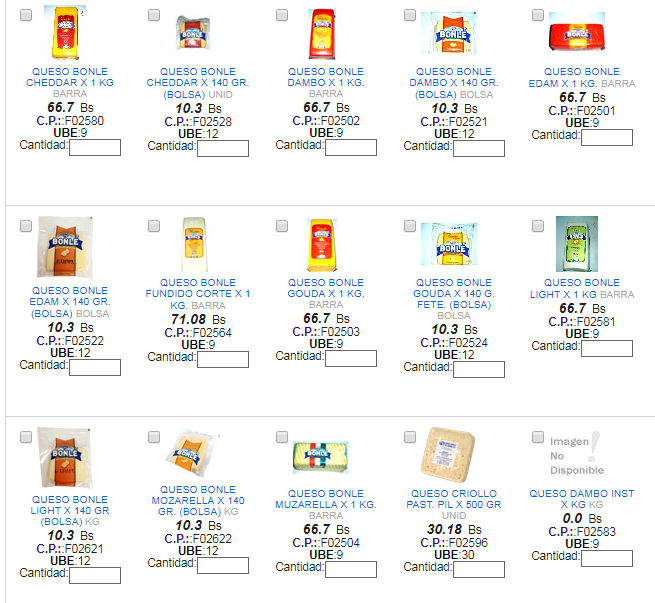 QUESO BONLE
CHEDDAR X 1 KG
BARRA
66.7 Bs
C.P.::F02580
UBE:9
Cantidad:
QUESO BONLE
CHEDDAR X 140 GR.
(BOLSA) UNID
10.3 Bs
C.P.::F02528
UBE:12
Cantidad:
QUESO BONLE
DAMBO X 1 KG.
BARRA
66.7 Bs
C.P.::F02502
UBE:9
Cantidad:
QUESO BONLE
DAMBO X 140 GR.
(BOLSA) BOLSA
10.3 Bs
C.P.::F02521
UBE:12
Cantidad:
QUESO BONLE
EDAM X 1 KG. BARRA
66.7 Bs
C.P.::F02501
UBE:9
Cantidad:
BONLE
QUESO BONLE
EDAM X 140 GR.
(BOLSA) BOLSA
10.3 Bs
C.P.::F02522
UBE:12
Cantidad:
QUESO BONLE
FUNDIDO CORTE X 1
KG. BARRA
71.08 Bs
C.P.::F02564
UBE:9
Cantidad:
QUESO BONLE
GOUDA X 1 KG.
BARRA
66.7 Bs
C.P.::F02503
UBE:9
Cantidad:
BONLE
QUESO BONLE
GOUDA X 140 G.
FETE. (BOLSA)
BOLSA
10.3 Bs
C.P.::F02524
UBE:12
Cantidad:
QUESO BONLE
LIGHT X 1 KG BARRA
66.7 Bs
C.P.::F02581
UBE:9
Cantidad:
BONLE
QUESO BONLE
LIGHT X 140 GR
(BOLSA) KG
10.3 Bs
C.P.::F02621
UBE:12
Cantidad:
QUESO BONLE
MOZARELLA X 140
GR. (BOLSA) KG
10.3 Bs
C.P.::F02622
UBE:12
Cantidad:
BONLE
QUESO BONLE
MUZARELLA X 1 KG.
BARRA
66.7 Bs
C.P.::F02504
UBE:9
Cantidad:
QUESO CRIOLLO
PAST. PIL X 500 GR
UNID
30.18 Bs
C.P.::F02596
UBE:30
Cantidad:
Imagen
No
Disponible
QUESO DAMBO INST
X KG KG
0.0 Bs
C.P.::F02583
UBE:9
Cantidad: